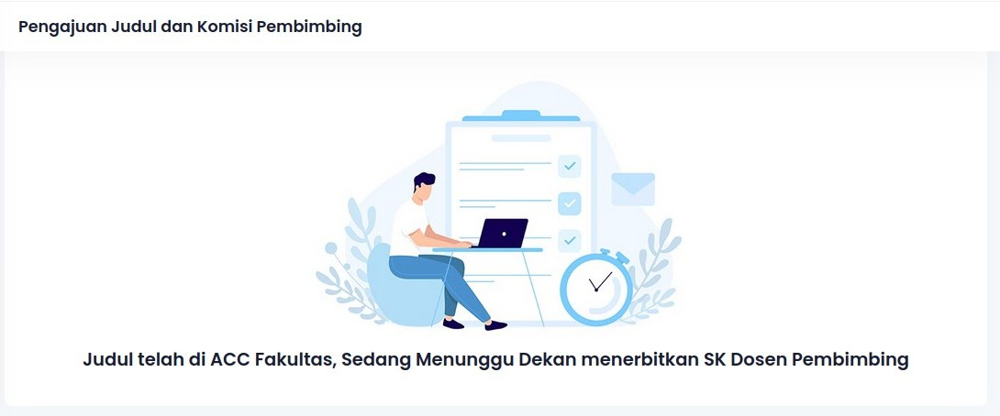 Pengajuan Judul dan Komisi Pembimbing
Judul telah di ACC Fakultas, Sedang Menunggu Dekan menerbitkan SK Dosen Pembimbing